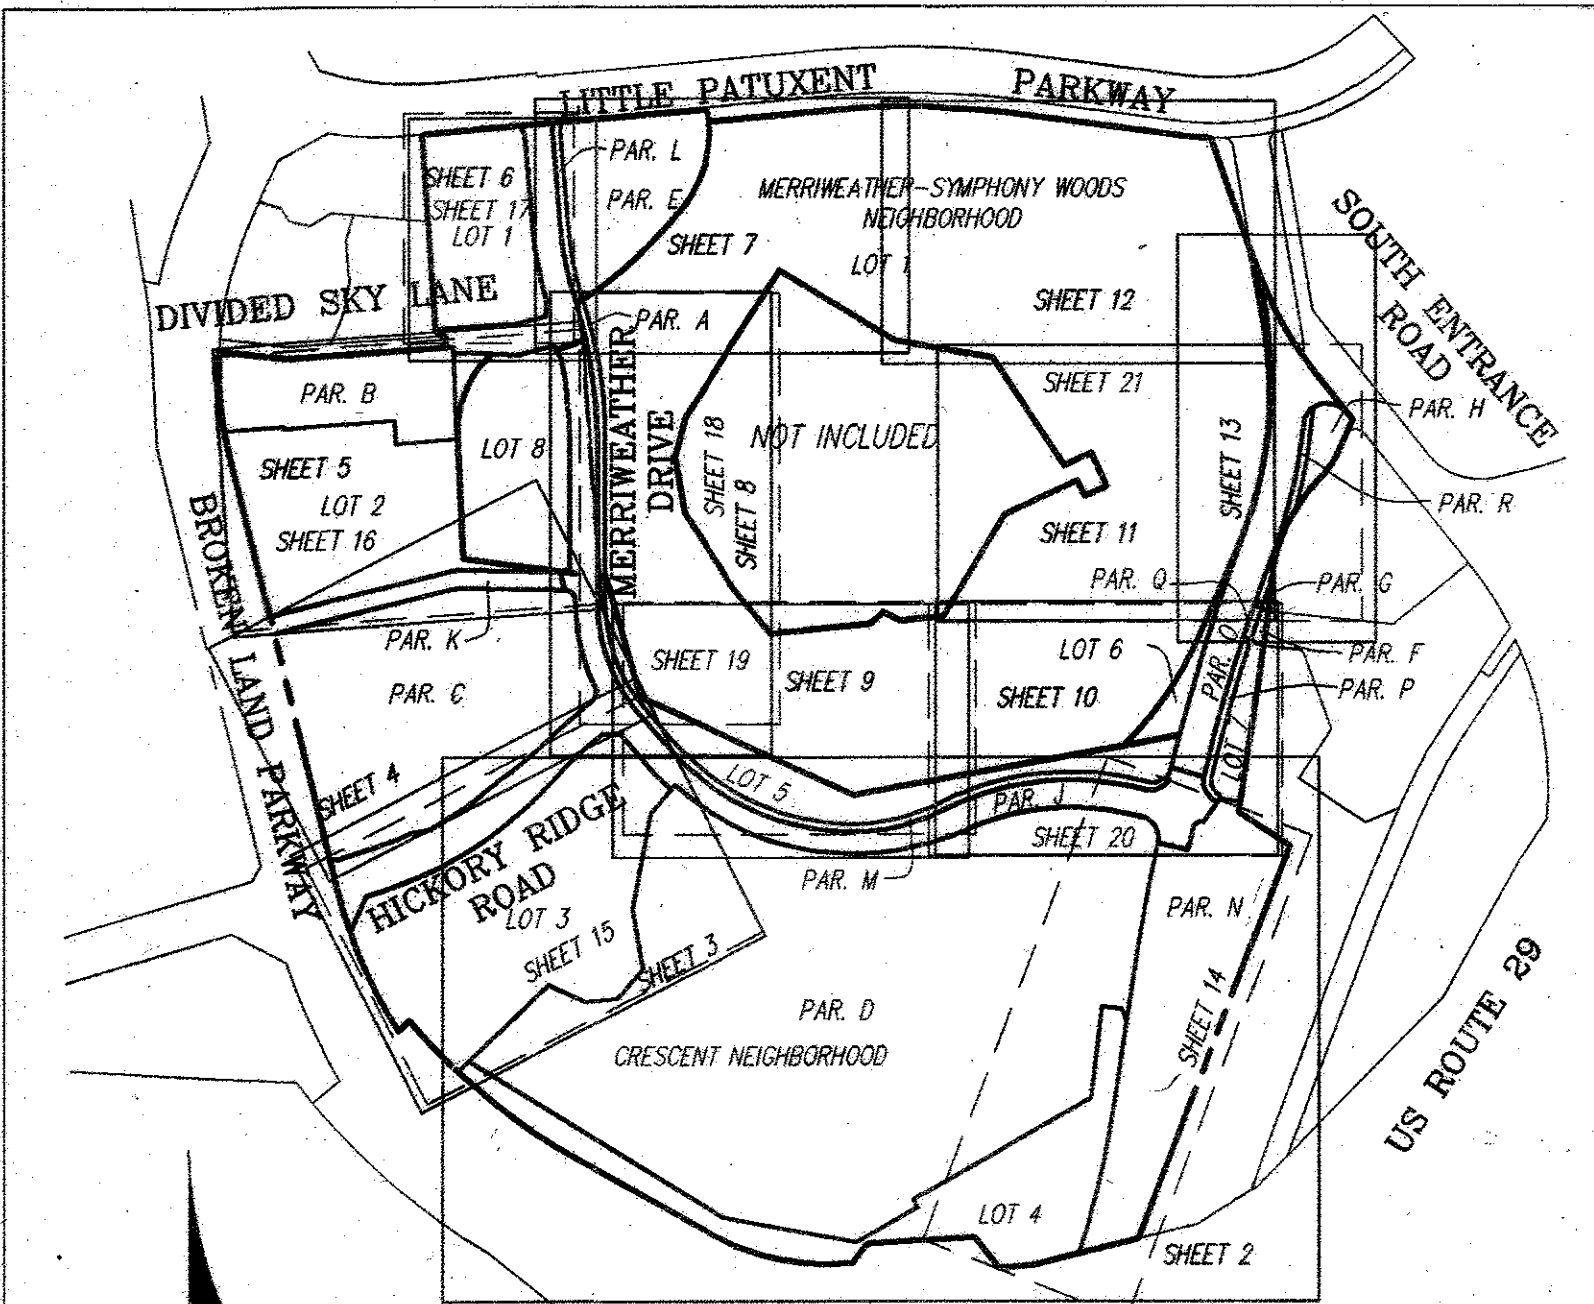 LITTLE PATUXENT PARKWAY
PAR. L
SHEET 6
PAR. E
MERRIWEATHER-SYMPHONY WOODS
NEIGHBORHOOD
SHEET 17
LOT 1
SHEET 7
LOT 1
SOUTH ENTRANCE
ROAD
DIVIDED SKY LANE
SHEET 12
PAR. A
PAR. B
SHEET 21
PAR. H
LOT 8
MERRIWEATHER
DRIVE
SHEET 18
SHEET 8
NOT INCLUDED
SHEET 13
SHEET 5
LOT 2
SHEET 16
PAR. R
SHEET 11
BROKEN LAND PARKWAY
PAR. Q
PAR. G
PAR. K
SHEET 19
SHEET 9
LOT 6
PAR. O
PAR. F
PAR. C
SHEET 10
PAR. P
SHEET 4
LOT 5
LOT
PAR. J
HICKORY RIDGE
ROAD
SHEET 20
PAR. M
LOT 3
SHEET 15
SHEET 3
PAR. N
US ROUTE 29
PAR. D
SHEET 14
CRESCENT NEIGHBORHOOD
LOT 4
SHEET 2